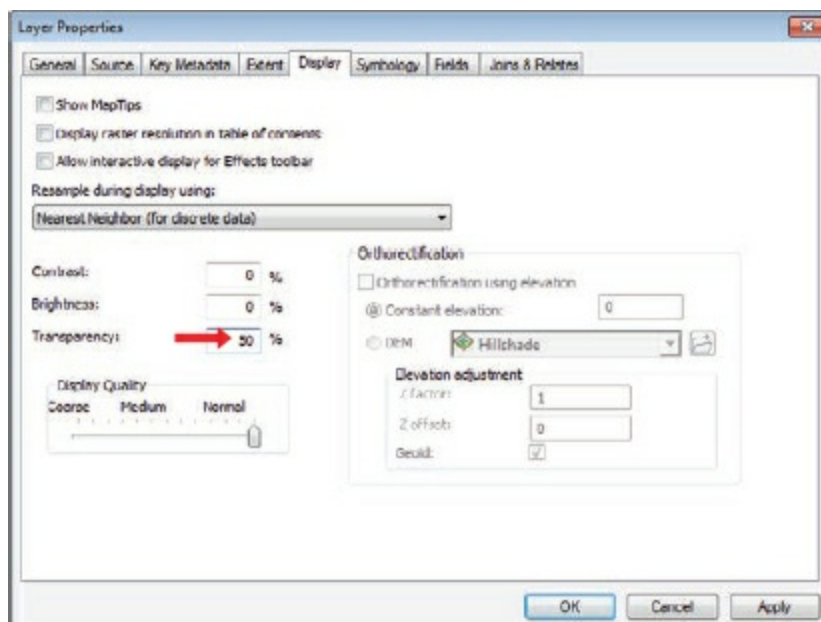 Layer Properties
General Source Key Metadata Extent Display Symbology Fields Joins & Relates
Show MapTips
Display raster resolution in table of contents
Allow interactive display for Effects toolbar
Resample during display using:
Nearest Neighbor (for discrete data)
Contrast: 0 %
Brightness: 0 %
Transparency: 50 %
Display Quality
Coarse Medium Normal
Orthorectification
Orthorectification using elevation
Constant elevation: 0
DEM Hillshade
Elevation adjustment
Z factor: 1
Z offset: 0
Geoid:
OK Cancel Apply